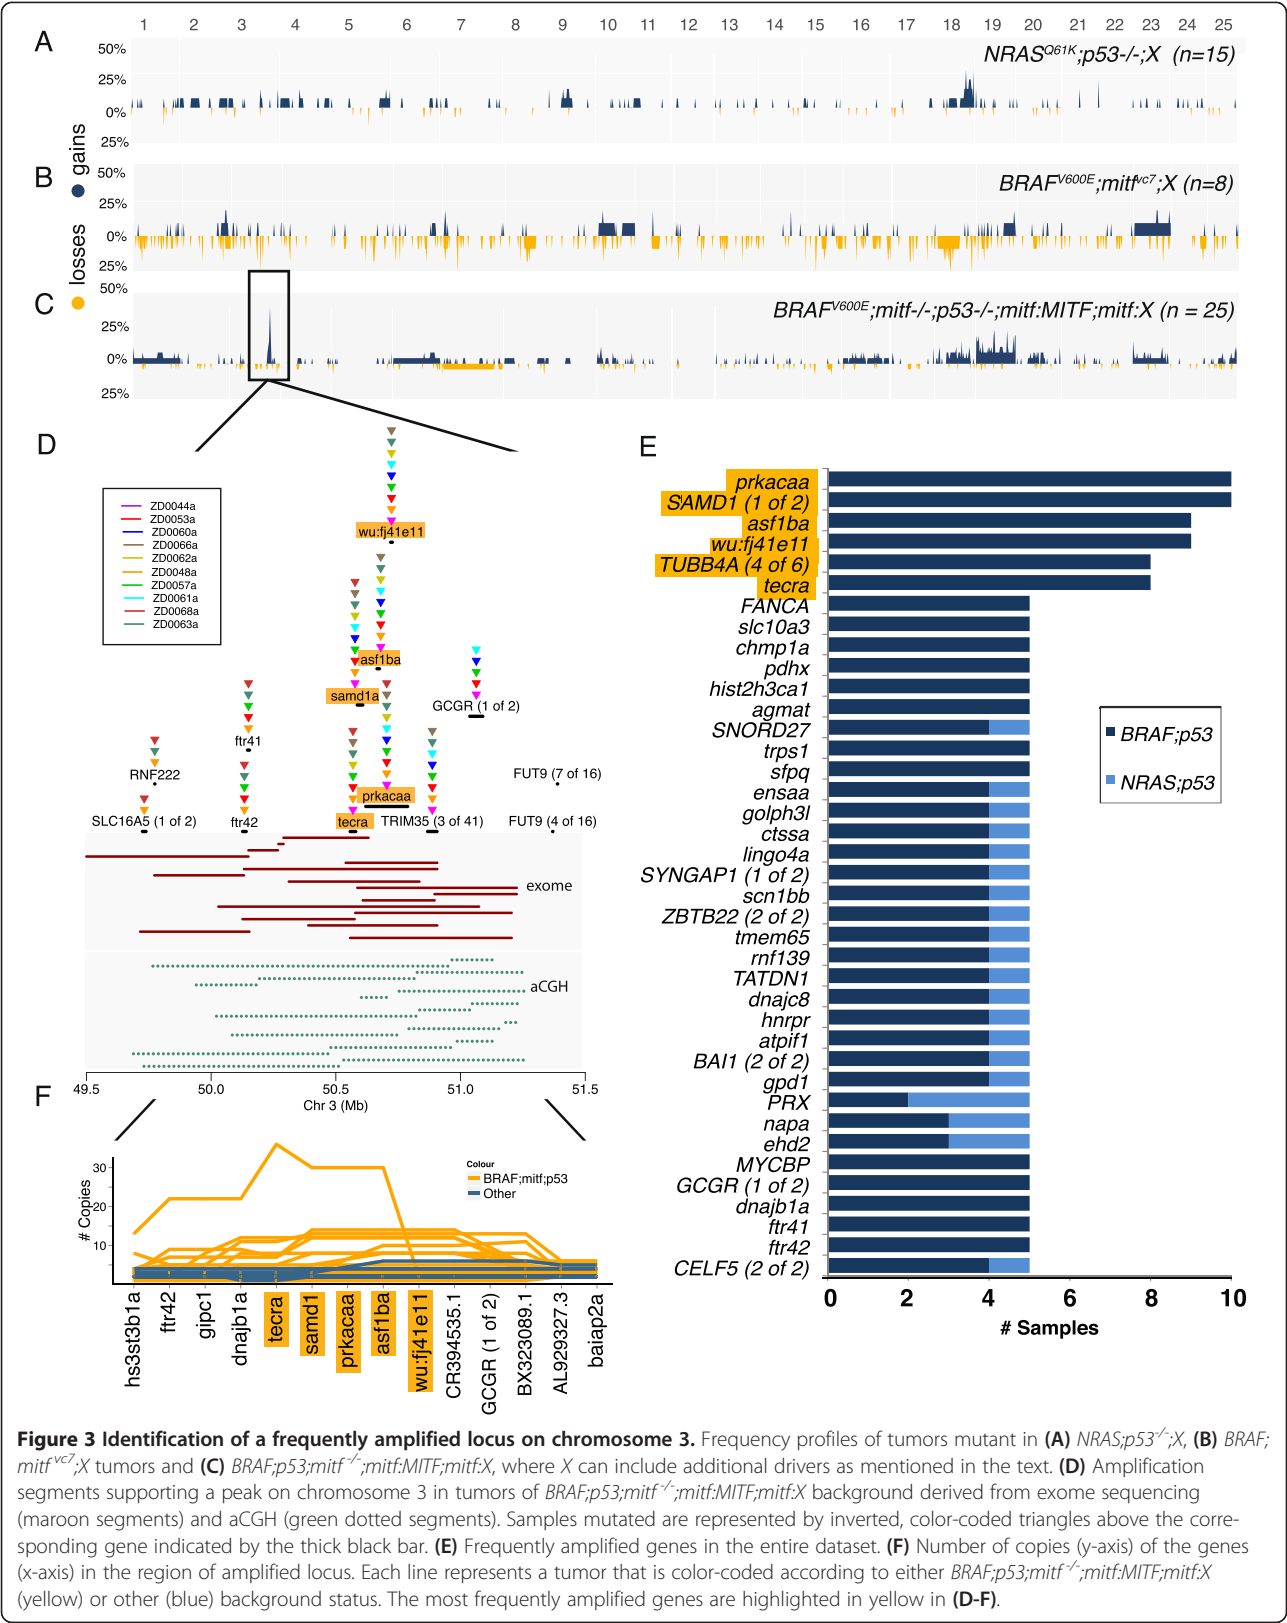 1 2 3 4 5 6 7 8 9 10 11 12 13 14 15 16 17 18 19 20 21 22 23 24 25
A
50%
25%
0%
25%
NRASQ61K;p53-/-;X (n=15)
gains
losses
B
50%
25%
0%
25%
BRAFV600E;mitfvc7;X (n=8)
C
50%
25%
0%
25%
BRAFV600E;mitf-/-;p53-/-;mitf:MITF;mitf:X (n = 25)
D
ZD0044a
ZD0053a
ZD0060a
ZD0066a
ZD0062a
ZD0048a
ZD0057a
ZD0061a
ZD0068a
ZD0063a
wu:fj41e11
asf1ba
samd1a
GCGR (1 of 2)
ftr41
RNF222
FUT9 (7 of 16)
prkacaa
SLC16A5 (1 of 2)
ftr42
tecra
TRIM35 (3 of 41)
FUT9 (4 of 16)
exome
aCGH
49.5 50.0 50.5 51.0 51.5
Chr 3 (Mb)
E
prkacaa
SAMD1 (1 of 2)
asf1ba
wu:fj41e11
TUBB4A (4 of 6)
tecra
FANCA
slc10a3
chmp1a
pdhx
hist2h3ca1
agmat
SNORD27
trps1
sfpq
ensaa
golph3l
ctssa
lingo4a
SYNGAP1 (1 of 2)
scn1bb
ZBTB22 (2 of 2)
tmem65
rnf139
TATDN1
dnajc8
hnrpr
atpif1
BAI1 (2 of 2)
gpd1
PRX
napa
ehd2
MYCBP
GCGR (1 of 2)
dnajb1a
ftr41
ftr42
CELF5 (2 of 2)
0 2 4 6 8 10
# Samples
BRAF;p53
NRAS;p53
F
# Copies
30
20
10
Colour
BRAF;mitf;p53
Other
hs3st3b1a
ftr42
gipc1
dnajb1a
tecra
samd1
prkacaa
asf1ba
wu:fj41e11
CR394535.1
GCGR (1 of 2)
BX323089.1
AL929327.3
baiap2a
Figure 3 Identification of a frequently amplified locus on chromosome 3. Frequency profiles of tumors mutant in (A) NRAS;p53-/-;X, (B) BRAF;
mitf vc7;X tumors and (C) BRAF;p53;mitf -/-;mitf:MITF;mitf:X, where X can include additional drivers as mentioned in the text. (D) Amplification
segments supporting a peak on chromosome 3 in tumors of BRAF;p53;mitf -/-;mitf:MITF;mitf:X background derived from exome sequencing
(maroon segments) and aCGH (green dotted segments). Samples mutated are represented by inverted, color-coded triangles above the corre-
sponding gene indicated by the thick black bar. (E) Frequently amplified genes in the entire dataset. (F) Number of copies (y-axis) of the genes
(x-axis) in the region of amplified locus. Each line represents a tumor that is color-coded according to either BRAF;p53;mitf -/-;mitf:MITF;mitf:X
(yellow) or other (blue) background status. The most frequently amplified genes are highlighted in yellow in (D-F).